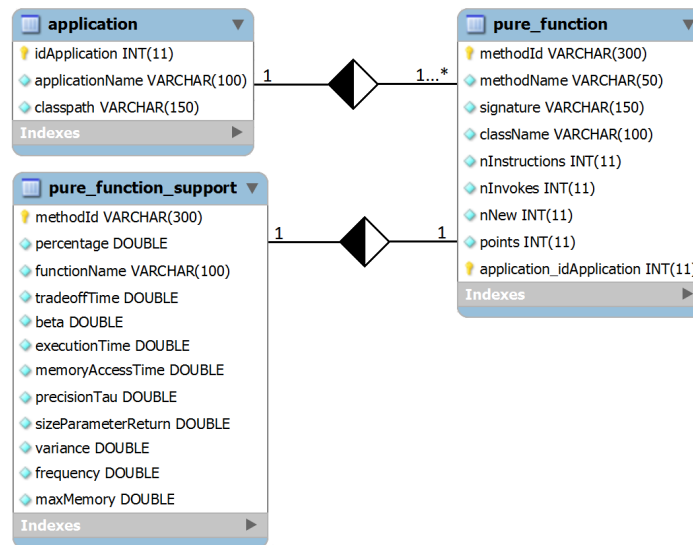 application
idApplication INT(11)
applicationName VARCHAR(100)
classpath VARCHAR(150)
Indexes
1
1...*
pure_function
methodId VARCHAR(300)
methodName VARCHAR(50)
signature VARCHAR(150)
className VARCHAR(100)
nInstructions INT(11)
nInvokes INT(11)
nNew INT(11)
points INT(11)
application_idApplication INT(11)
Indexes
pure_function_support
methodId VARCHAR(300)
percentage DOUBLE
functionName VARCHAR(100)
tradeoffTime DOUBLE
beta DOUBLE
executionTime DOUBLE
memoryAccessTime DOUBLE
precisionTau DOUBLE
sizeParameterReturn DOUBLE
variance DOUBLE
frequency DOUBLE
maxMemory DOUBLE
Indexes
1
1